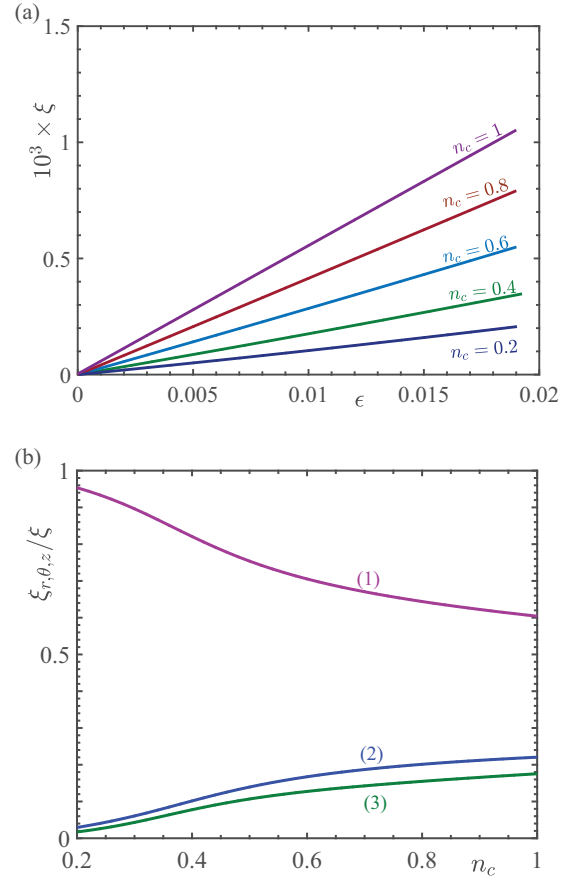 (a)
1.5
1
0.5
0
10³ × ξ
n_c = 1
n_c = 0.8
n_c = 0.6
n_c = 0.4
n_c = 0.2
0 0.005 0.01 0.015 0.02
ϵ
(b)
1
0.5
0
ξ_{r,θ,z}/ξ
(1)
(2)
(3)
0.2 0.4 0.6 0.8 1
n_c